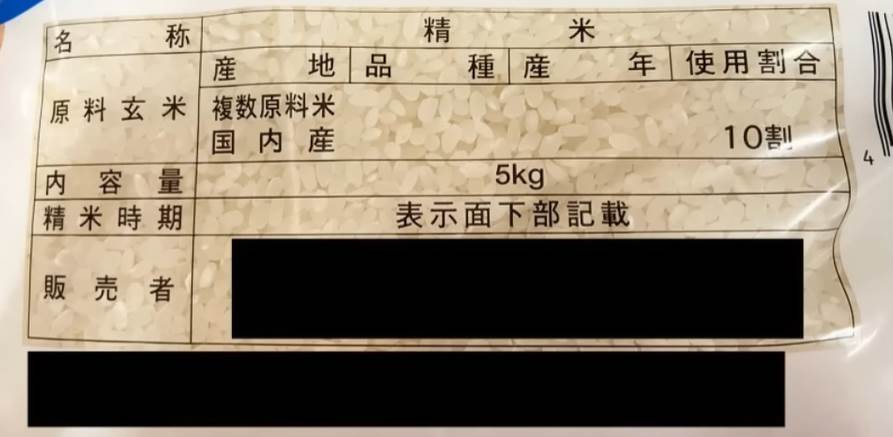 名称 精米
産地 品種 産年 使用割合
原料玄米 複数原料米
国内産 10割
内容量 5kg
精米時期 表示面下部記載
販売者
4